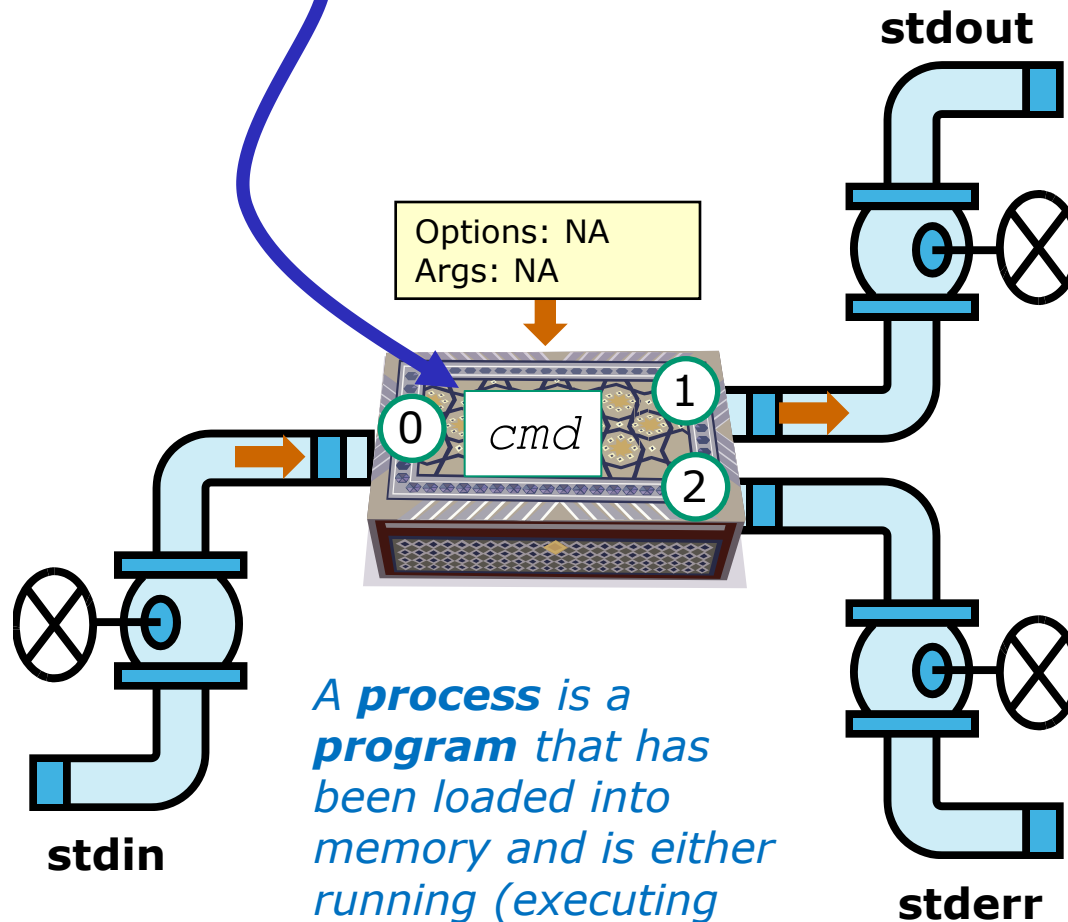 stdout
Options: NA
Args: NA
0
1
cmd
2
stdin
A process is a
program that has
been loaded into
memory and is either
running (executing
stderr